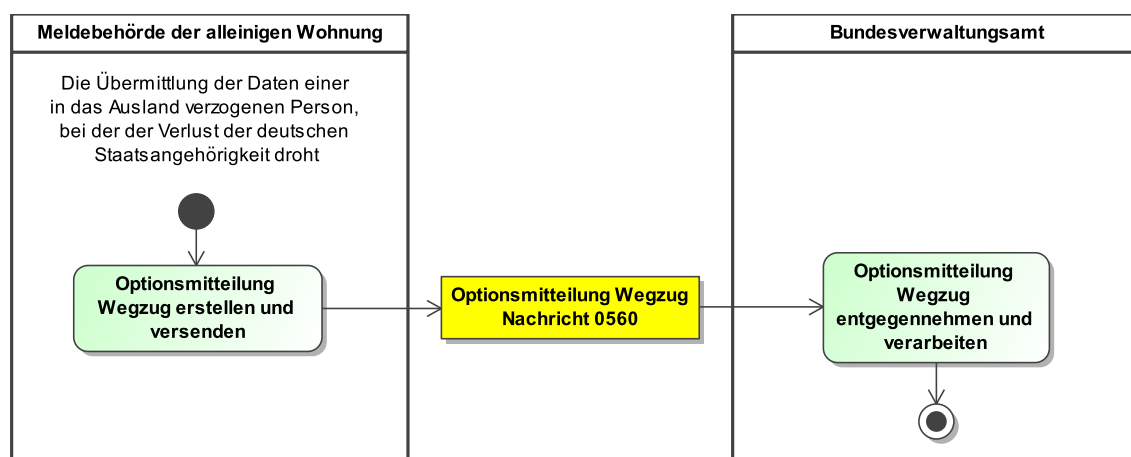 Meldebehörde der alleinigen Wohnung
Die Übermittlung der Daten einer
in das Ausland verzogenen Person,
bei der der Verlust der deutschen
Staatsangehörigkeit droht
Optionsmitteilung
Wegzug erstellen und
versenden
Optionsmitteilung Wegzug
Nachricht 0560
Bundesverwaltungsamt
Optionsmitteilung
Wegzug
entgegennehmen und
verarbeiten